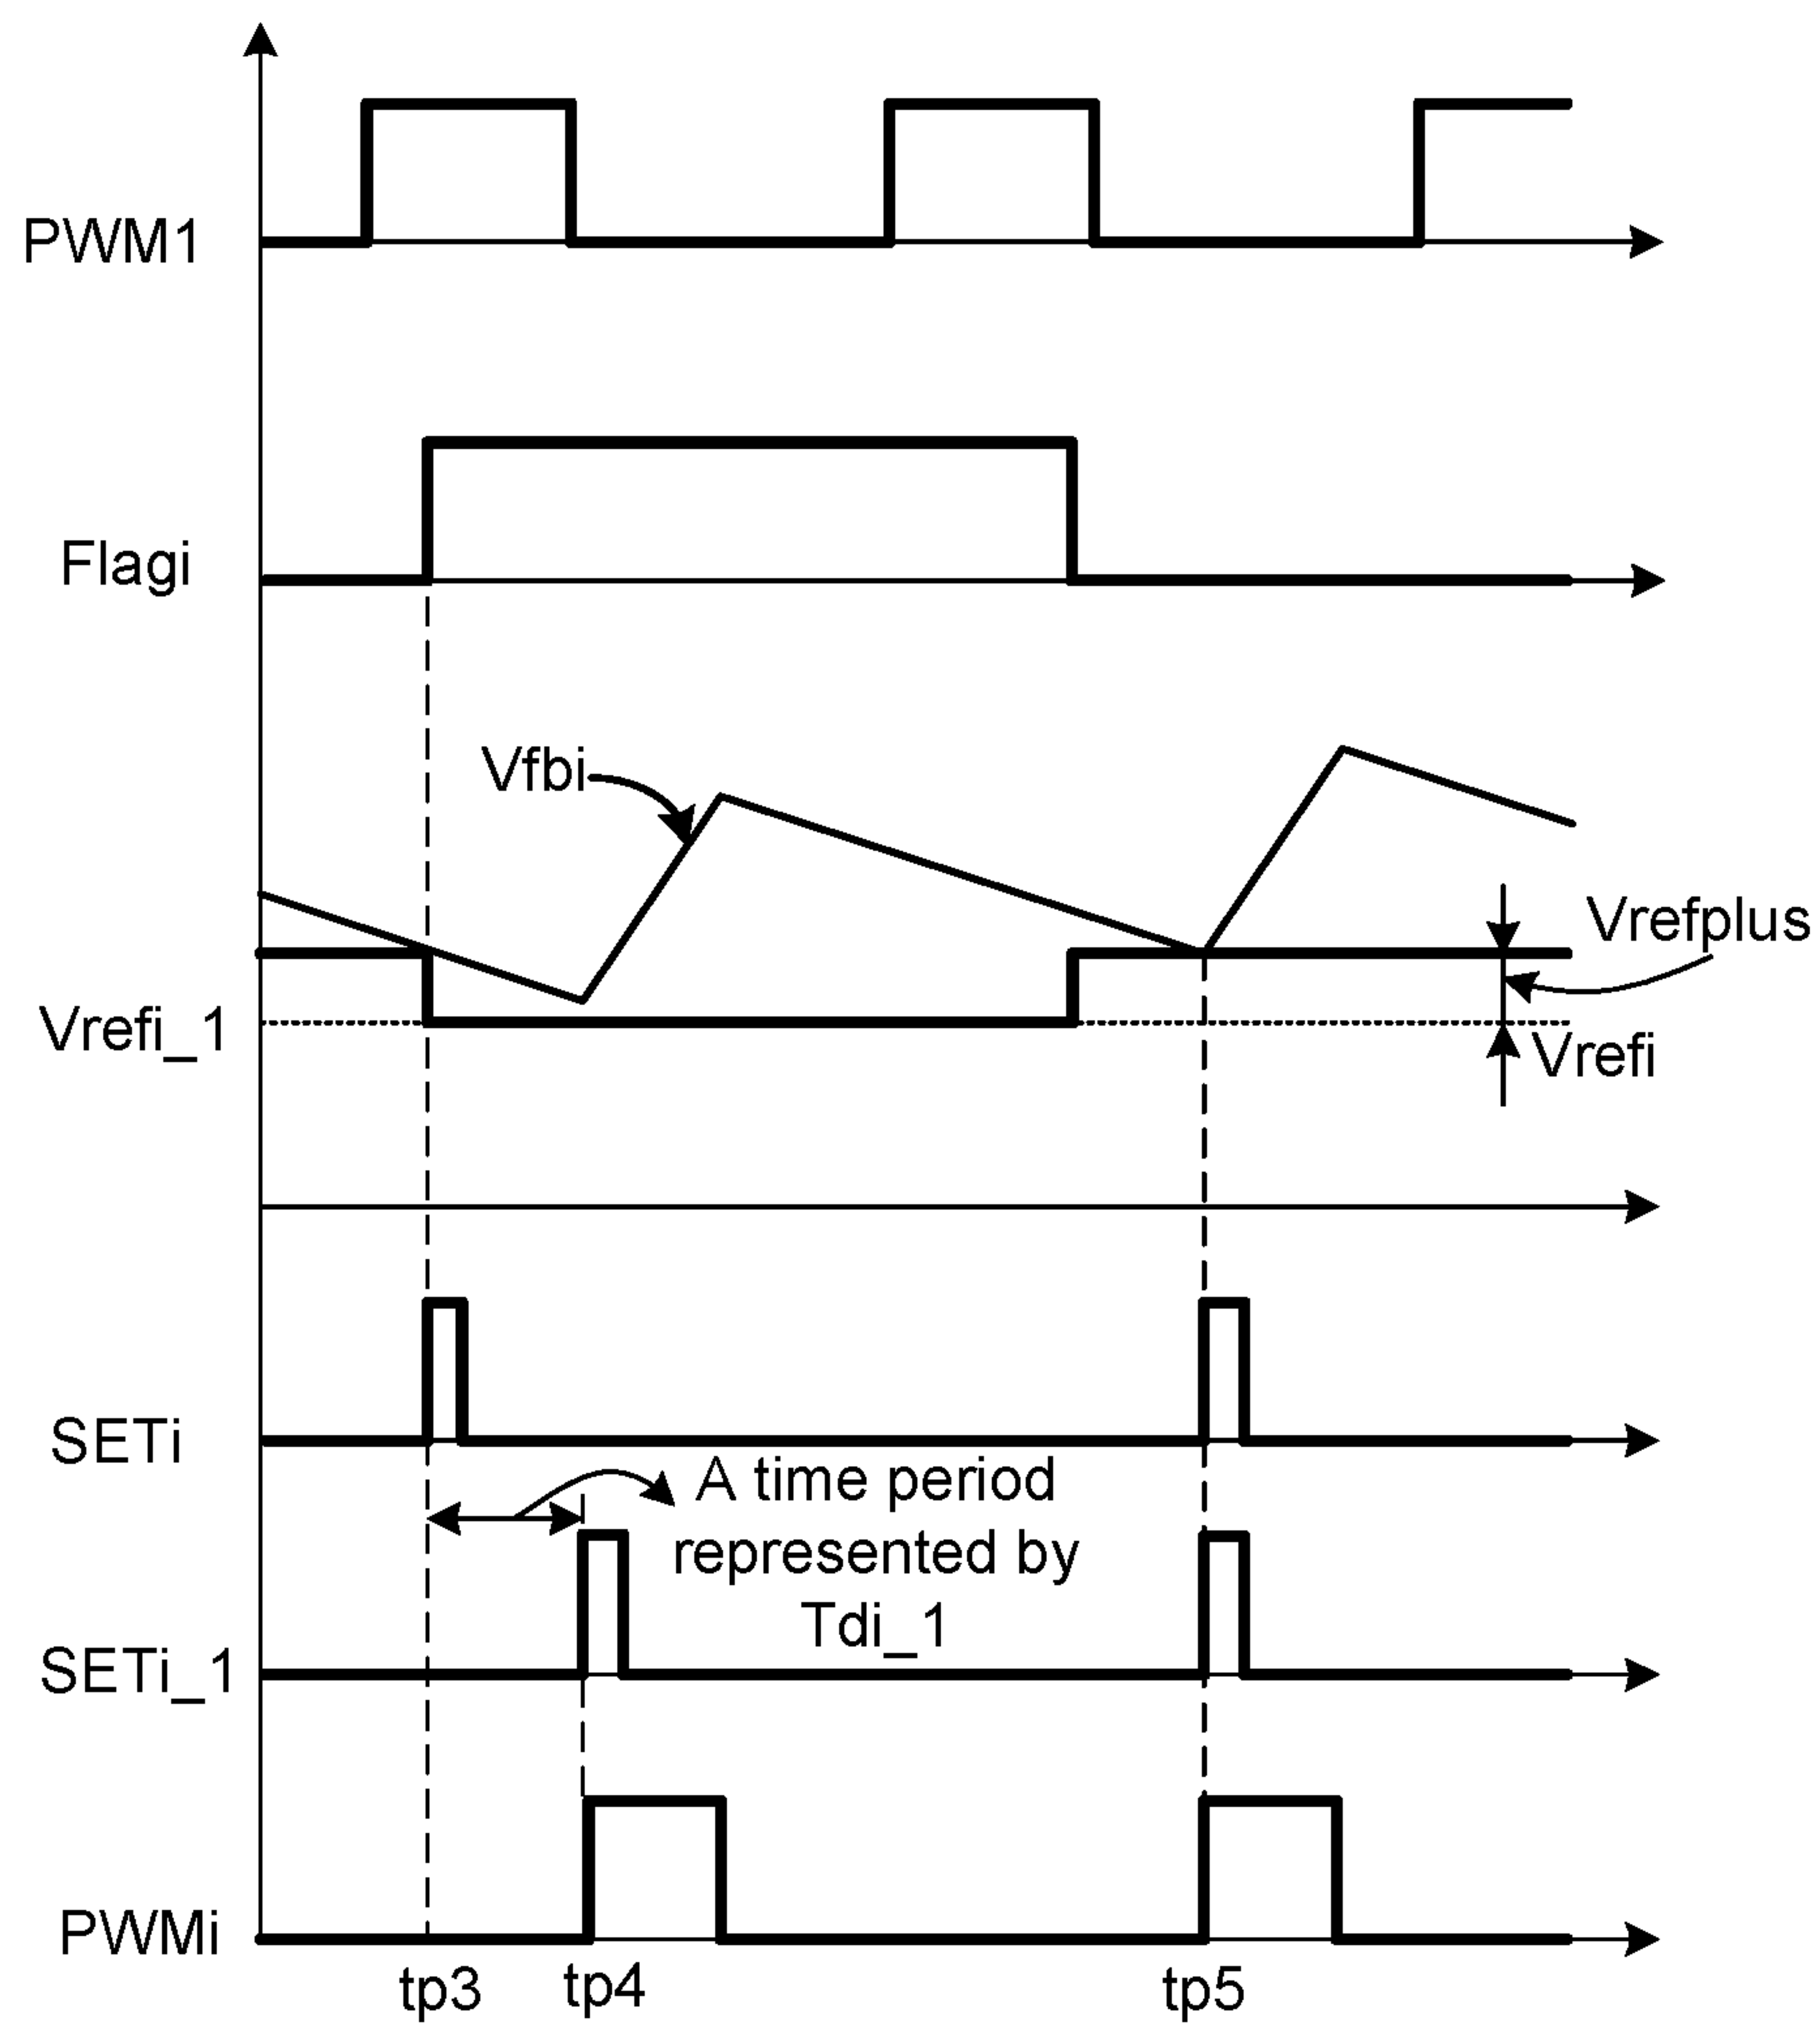 PWM1
Flagi
Vfbi
Vrefplus
Vrefi_1
Vrefi
SETi
A time period
represented by
Tdi_1
SETi_1
PWMi
tp3
tp4
tp5